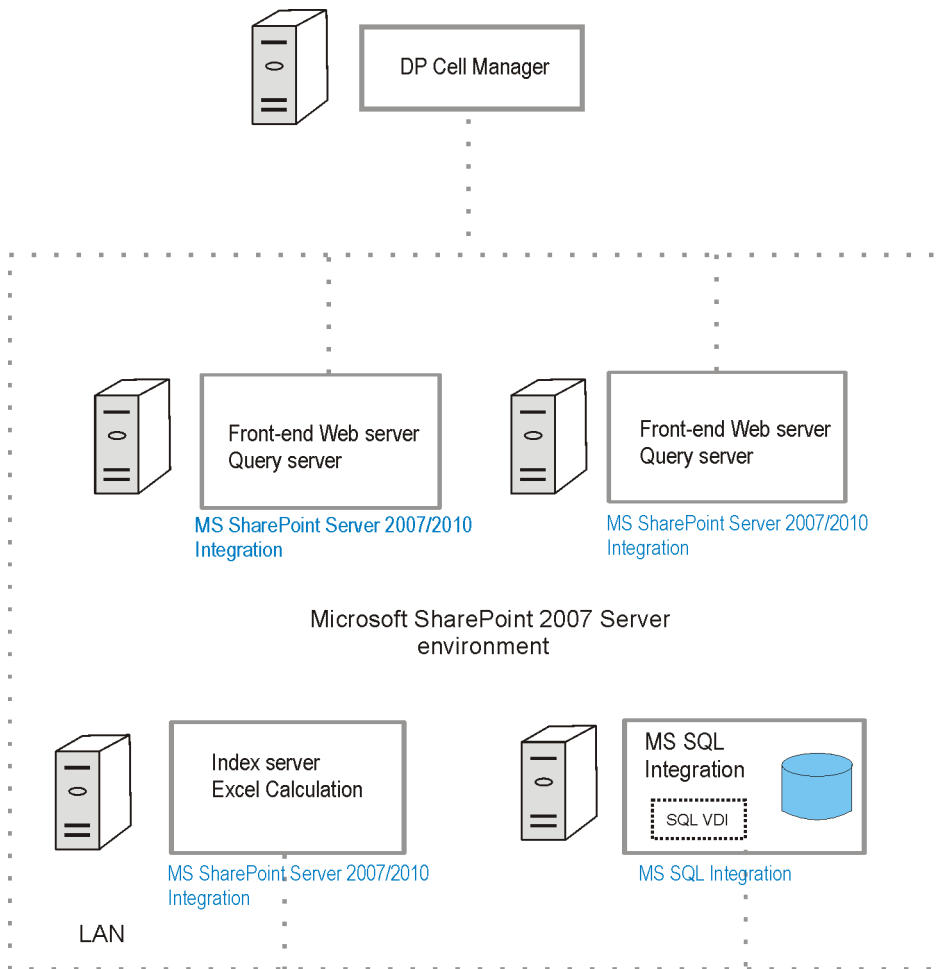 DP Cell Manager
Front-end Web server
Query server
MS SharePoint Server 2007/2010
Integration
Front-end Web server
Query server
MS SharePoint Server 2007/2010
Integration
Microsoft SharePoint 2007 Server
environment
Index server
Excel Calculation
MS SharePoint Server 2007/2010
Integration
MS SQL
Integration
SQL VDI
MS SQL Integration
LAN